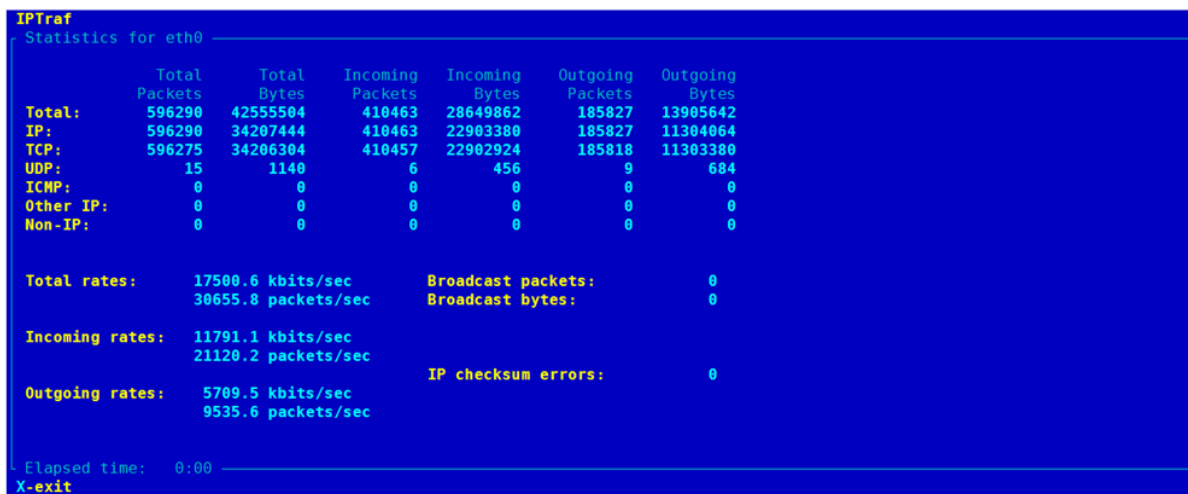 IPTraf
Statistics for eth0
Total Total Incoming Incoming Outgoing Outgoing
Packets Bytes Packets Bytes Packets Bytes
Total: 596290 42555504 410463 28649862 185827 13905642
IP: 596290 34207444 410463 22903380 185827 11304064
TCP: 596275 34206304 410457 22902924 185818 11303380
UDP: 15 1140 6 456 9 684
ICMP: 0 0 0 0 0 0
Other IP: 0 0 0 0 0 0
Non-IP: 0 0 0 0 0 0
Total rates: 17500.6 kbits/sec Broadcast packets: 0
30655.8 packets/sec Broadcast bytes: 0
Incoming rates: 11791.1 kbits/sec
21120.2 packets/sec
IP checksum errors: 0
Outgoing rates: 5709.5 kbits/sec
9535.6 packets/sec
Elapsed time: 0:00
X-exit